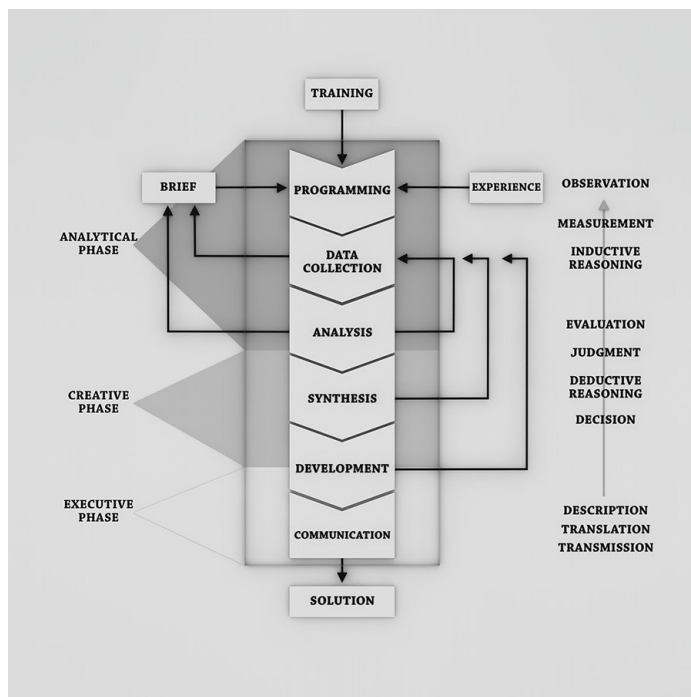 TRAINING
BRIEF
PROGRAMMING
EXPERIENCE
OBSERVATION
MEASUREMENT
ANALYTICAL
PHASE
DATA
COLLECTION
INDUCTIVE
REASONING
ANALYSIS
EVALUATION
JUDGMENT
CREATIVE
PHASE
SYNTHESIS
DEDUCTIVE
REASONING
DECISION
DEVELOPMENT
EXECUTIVE
PHASE
COMMUNICATION
DESCRIPTION
TRANSLATION
TRANSMISSION
SOLUTION